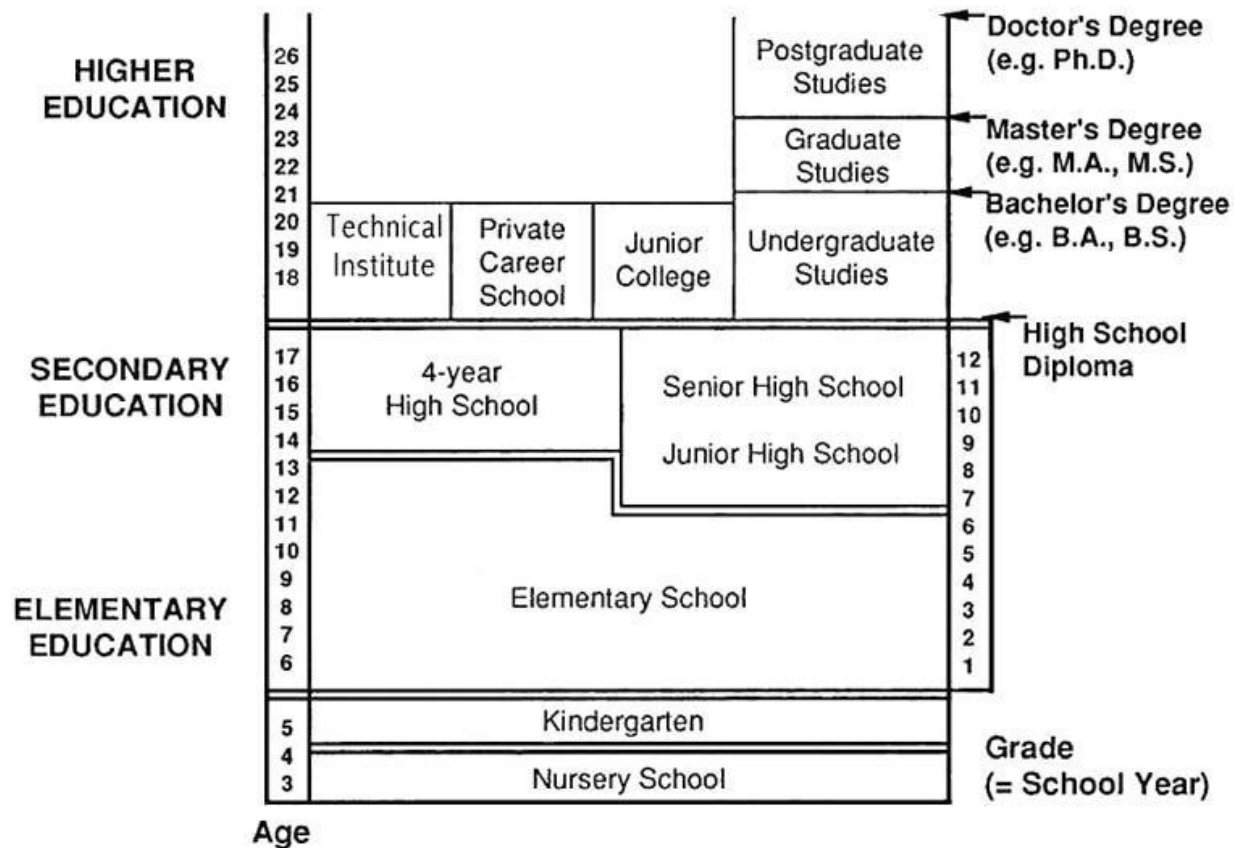 HIGHER
EDUCATION
26
25
24
23
22
21
20
19
18
Postgraduate
Studies
Graduate
Studies
Technical
Institute
Private
Career
School
Junior
College
Undergraduate
Studies
Doctor's Degree
(e.g. Ph.D.)
Master's Degree
(e.g. M.A., M.S.)
Bachelor's Degree
(e.g. B.A., B.S.)
High School
Diploma
SECONDARY
EDUCATION
17
16
15
14
13
12
11
10
9
8
7
6
4-year
High School
Senior High School
Junior High School
12
11
10
9
8
7
6
5
4
3
2
1
ELEMENTARY
EDUCATION
Elementary School
5
Kindergarten
4
3
Nursery School
Grade
(= School Year)
Age